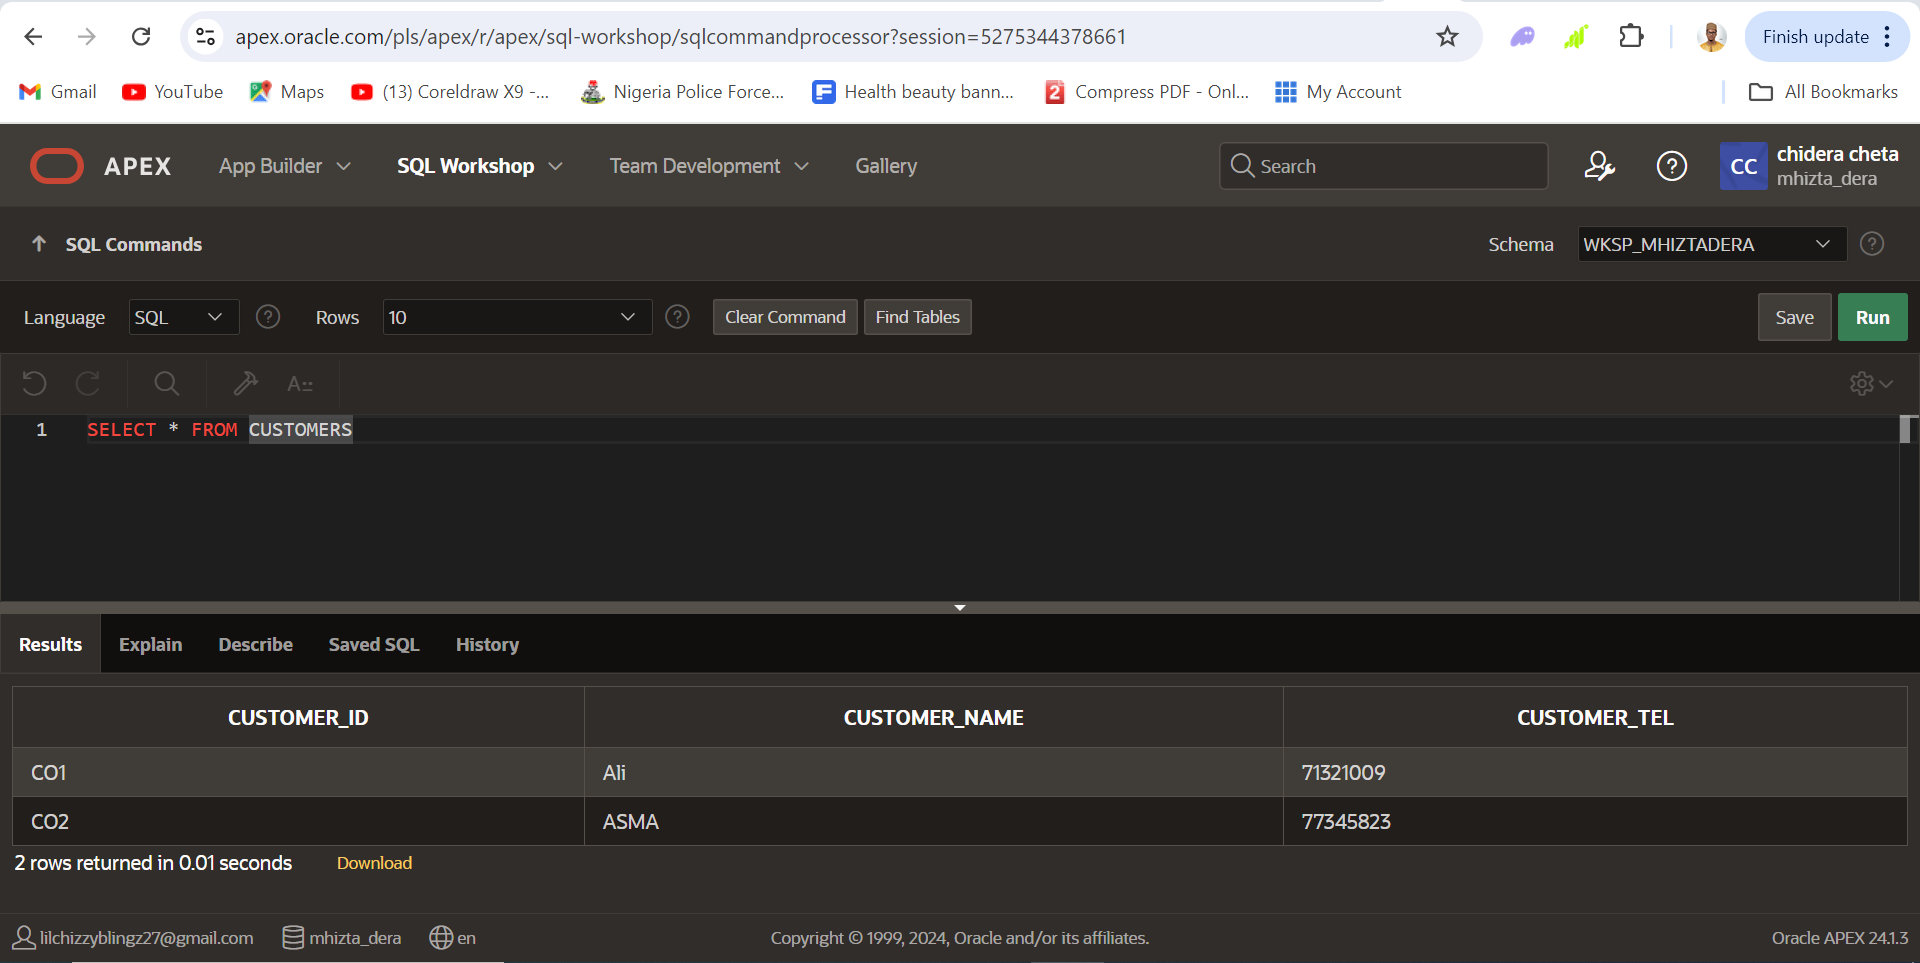 apex.oracle.com/pls/apex/r/apex/sql-workshop/sqlcommandprocessor?session=5275344378661
Finish update
Gmail YouTube Maps (13) Coreldraw X9 -... Nigeria Police Force... Health beauty bann... Compress PDF - Onl... My Account All Bookmarks
APEX App Builder SQL Workshop Team Development Gallery Search CC chidera cheta
mhizta_dera
SQL Commands Schema WKSP_MHIZTADERA
Language SQL Rows 10 Clear Command Find Tables Save Run
A
1 SELECT * FROM CUSTOMERS
Results Explain Describe Saved SQL History
CUSTOMER_ID CUSTOMER_NAME CUSTOMER_TEL
CO1 Ali 71321009
CO2 ASMA 77345823
2 rows returned in 0.01 seconds Download
lilchizzyblingz27@gmail.com mhizta_dera en Copyright © 1999, 2024, Oracle and/or its affiliates. Oracle APEX 24.1.3